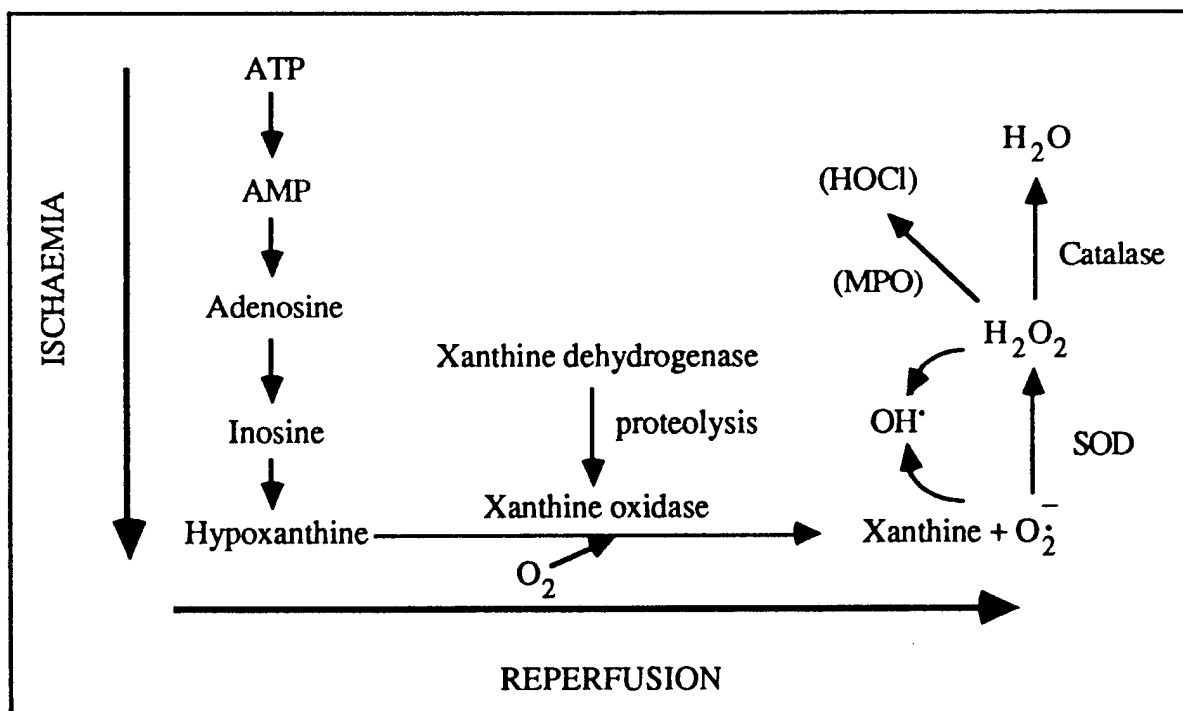 ISCHAEMIA
ATP
AMP
Adenosine
Inosine
Hypoxanthine
Xanthine dehydrogenase
proteolysis
Xanthine oxidase
O₂
Xanthine + O₂•⁻
SOD
OH•
H₂O₂
Catalase
(MPO)
(HOCl)
H₂O
REPERFUSION